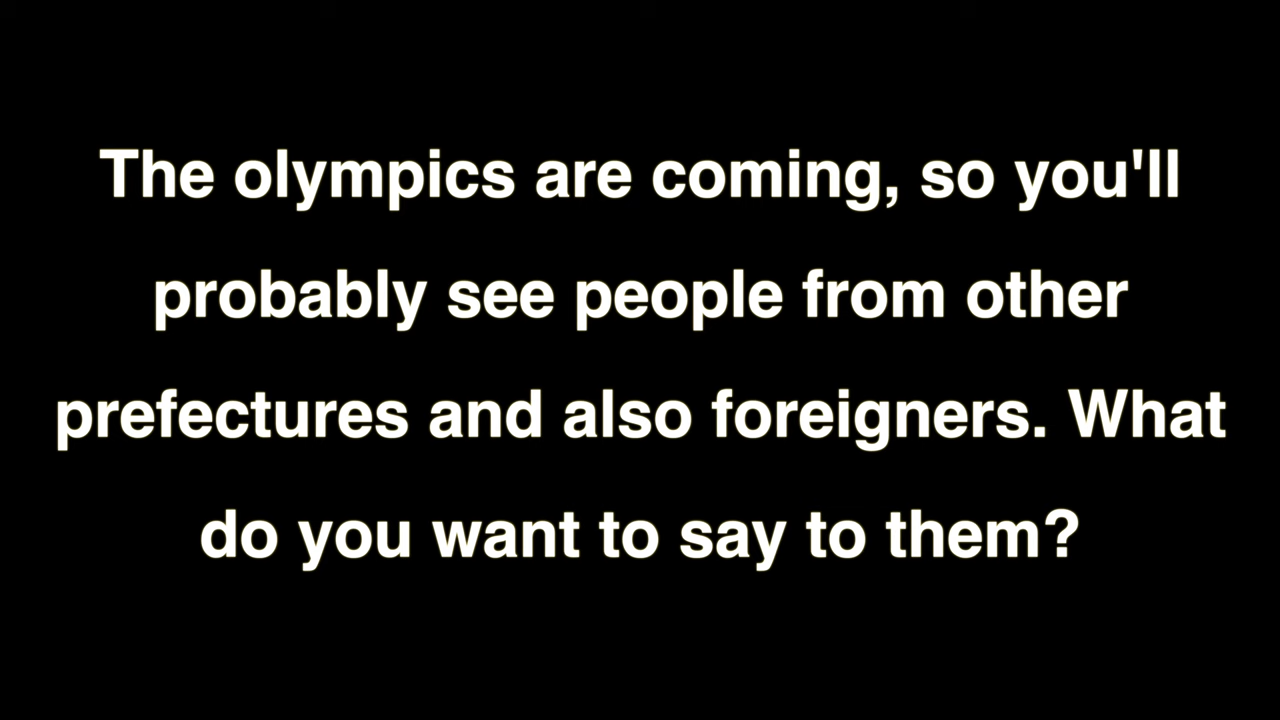 The olympics are coming, so you'll
probably see people from other
prefectures and also foreigners. What
do you want to say to them?